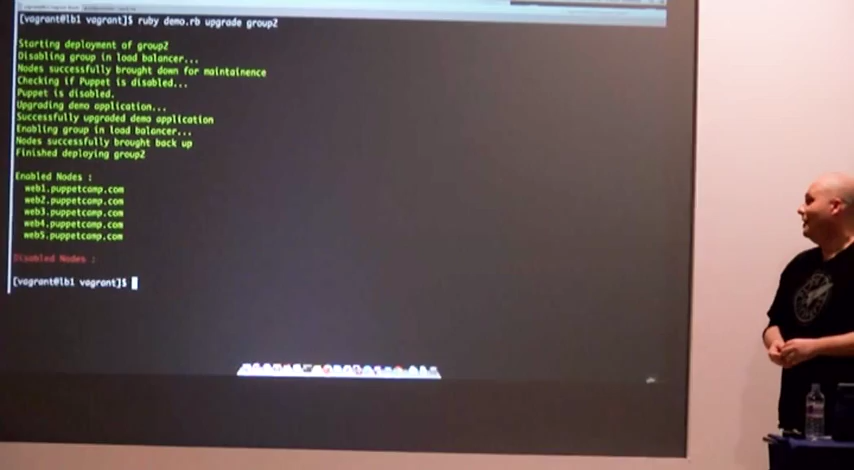 [vagrant@lb1 vagrant]$ ruby demo.rb upgrade group2
Starting deployment of group2
Disabling group in load balancer...
Nodes successfully brought down for maintainence
Checking if Puppet is disabled...
Puppet is disabled.
Upgrading demo application...
Successfully upgraded demo application
Enabling group in load balancer...
Nodes successfully brought back up
Finished deploying group2
Enabled Nodes :
web1.puppetcamp.com
web2.puppetcamp.com
web3.puppetcamp.com
web4.puppetcamp.com
web5.puppetcamp.com
Disabled Nodes :
[vagrant@lb1 vagrant]$